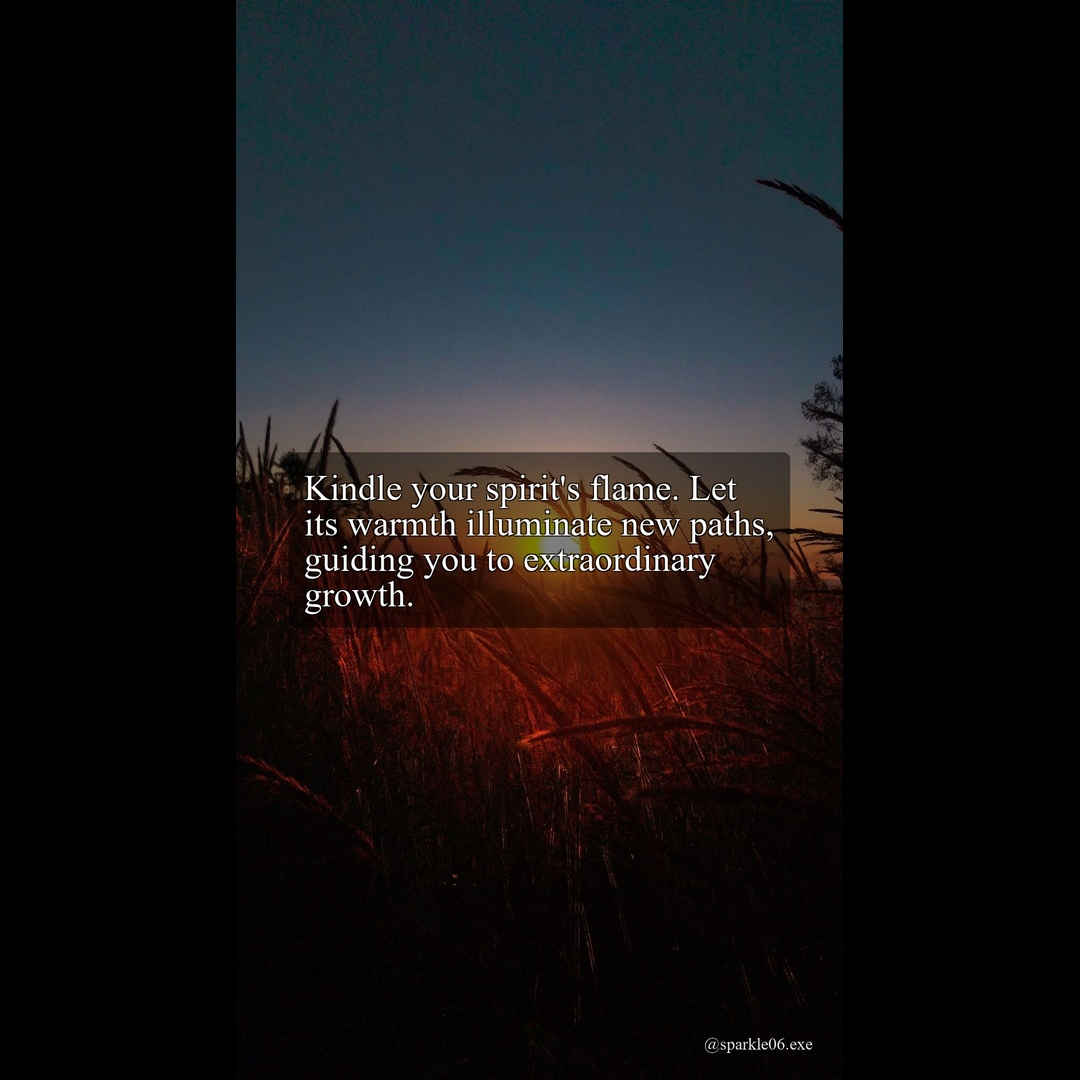 Kindle your spirit's flame. Let
its warmth illuminate new paths,
guiding you to extraordinary
growth.
@sparkle06.exe